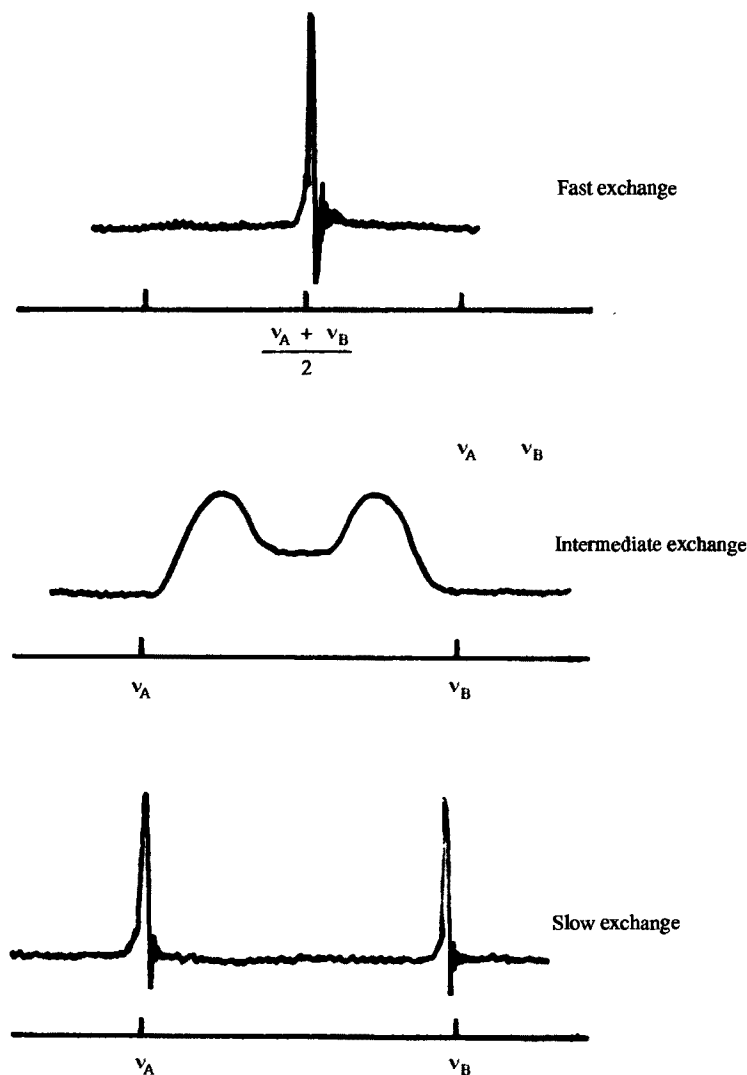 Fast exchange
ν_A + ν_B
2
ν_A ν_B
Intermediate exchange
ν_A ν_B
Slow exchange
ν_A ν_B